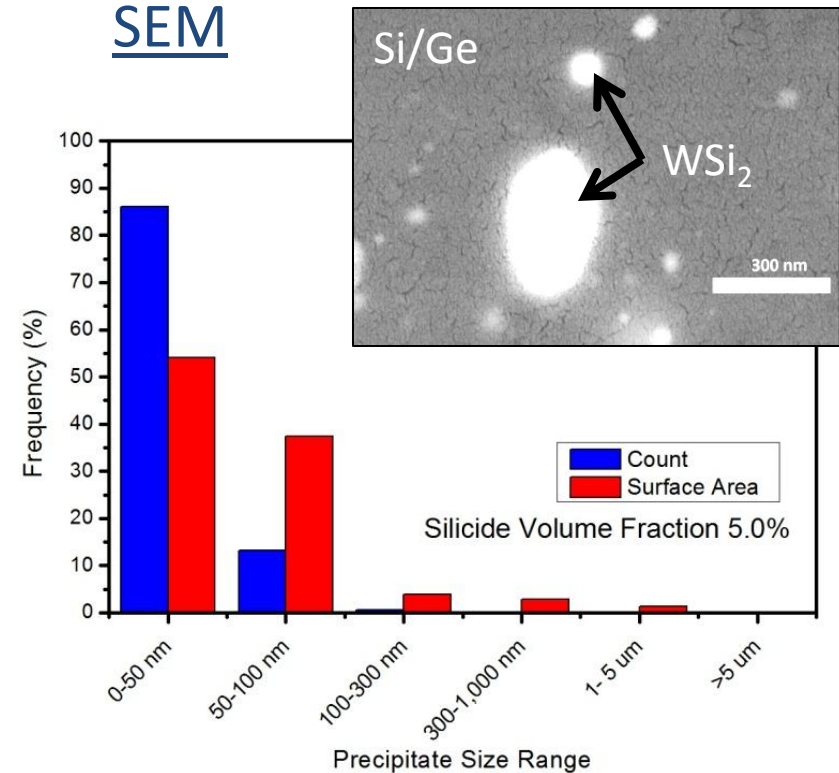 SEM
Si/Ge
WSi₂
300 nm
100
90
80
70
60
50
40
30
20
10
0
Frequency (%)
Count
Surface Area
Silicide Volume Fraction 5.0%
0-50 nm
50-100 nm
100-300 nm
300-1,000 nm
1- 5 um
>5 um
Precipitate Size Range